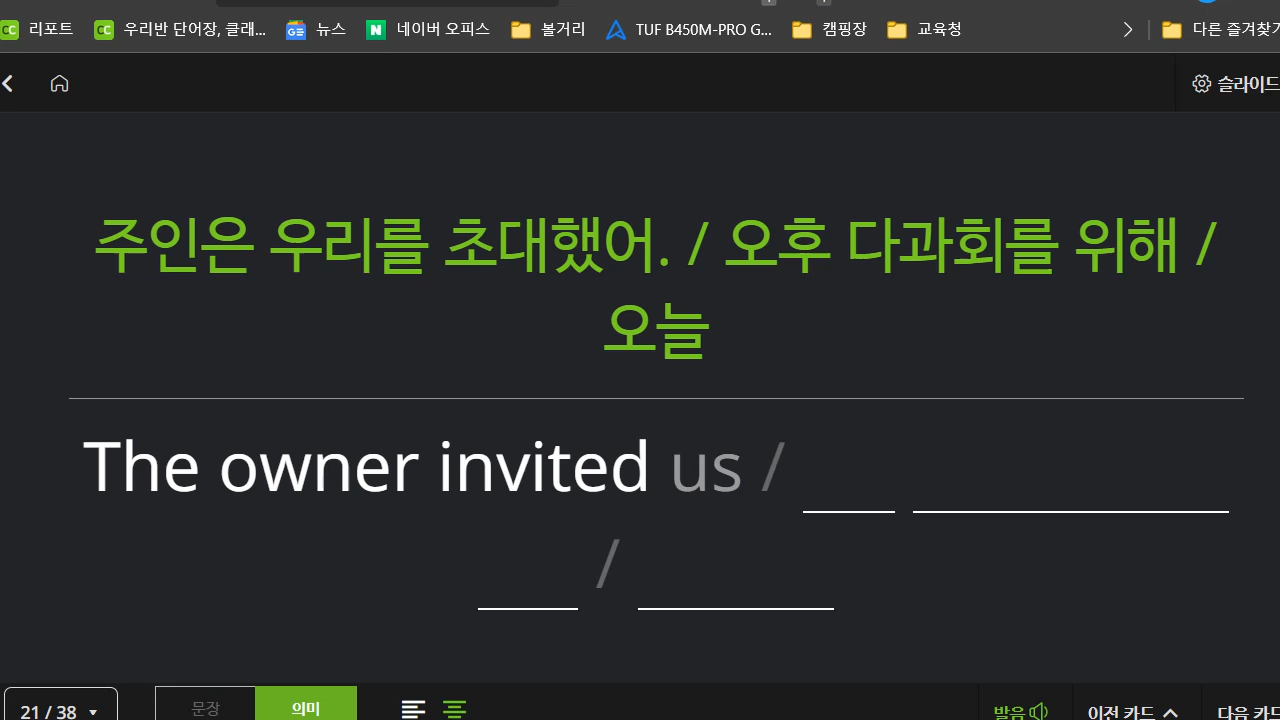 리포트 우리반 단어장, 클래... 뉴스 네이버 오피스 볼거리 TUF B450M-PRO G... 캠핑장 교육청 다른 즐겨찾기
슬라이드
주인은 우리를 초대했어. / 오후 다과회를 위해 /
오늘
The owner invited us /
/
21 / 38 문장 의미 발음 이전 카드 다음 카드